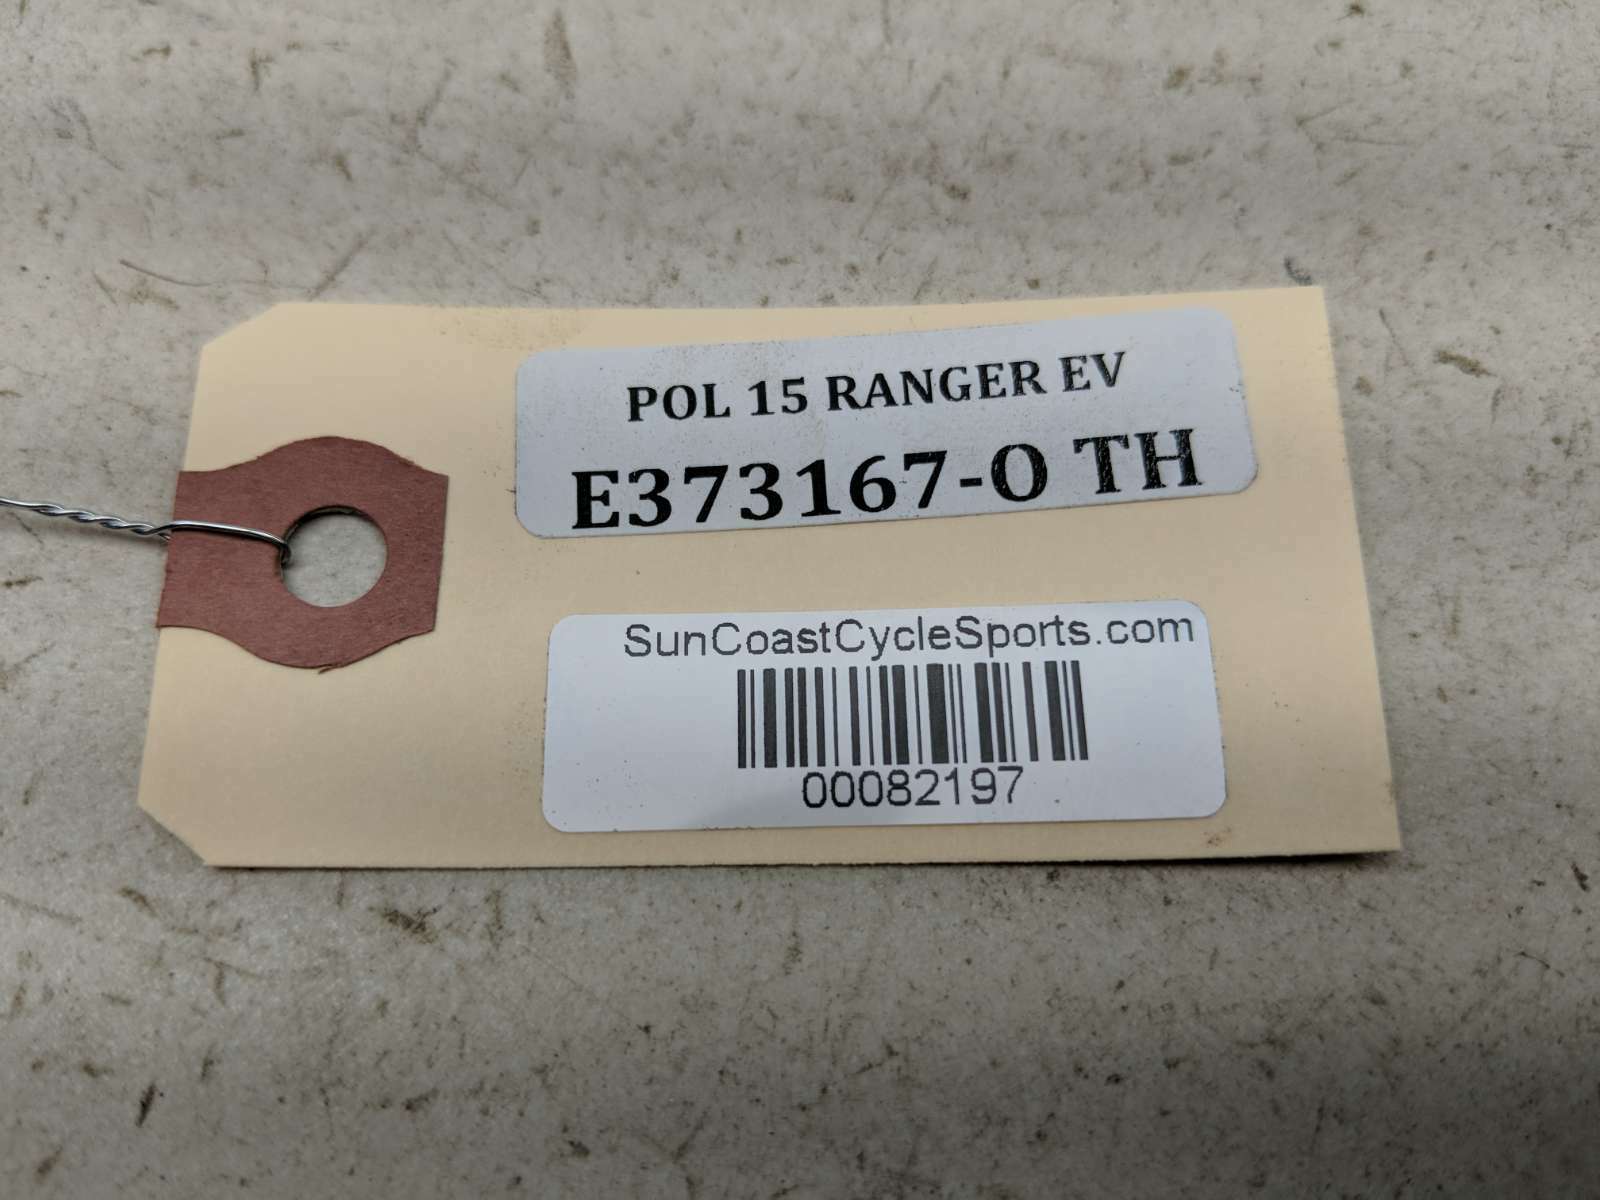 POL 15 RANGER EV
E373167-O TH
SunCoastCycleSports.com
00082197